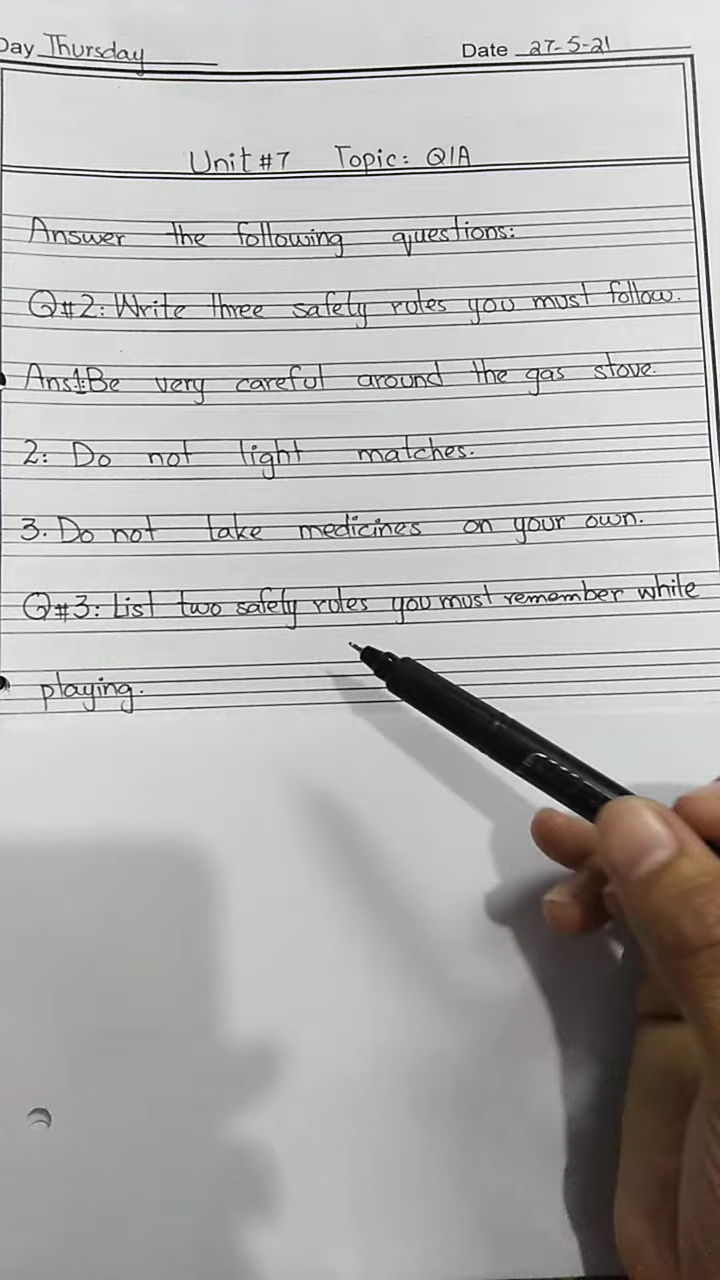 Day Thursday Date 27-5-21
Unit #7 Topic: Q/A
Answer the following questions:
Q#2: Write three safety rules you must follow.
Ans1: Be very careful around the gas stove.
2: Do not light matches.
3. Do not take medicines on your own.
Q#3: List two safety rules you must remember while
playing.